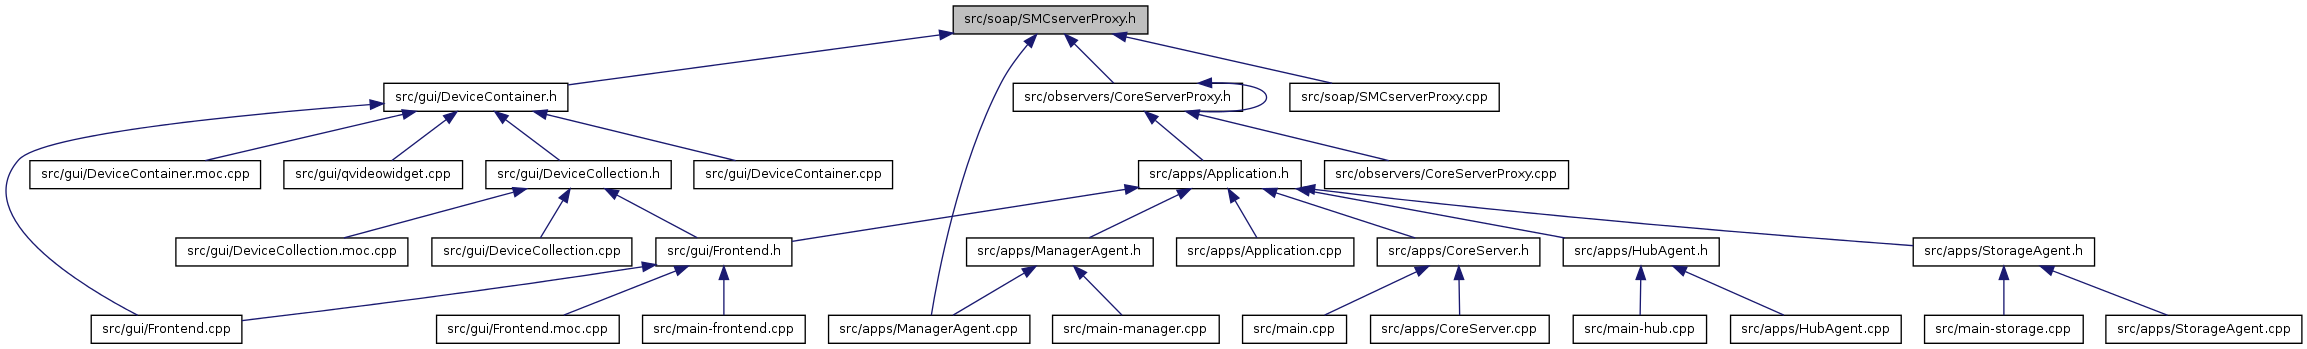 src/soap/SMCserverProxy.h
src/gui/DeviceContainer.h
src/observers/CoreServerProxy.h
src/soap/SMCserverProxy.cpp
src/gui/DeviceContainer.moc.cpp
src/gui/qvideowidget.cpp
src/gui/DeviceCollection.h
src/gui/DeviceContainer.cpp
src/apps/Application.h
src/observers/CoreServerProxy.cpp
src/gui/DeviceCollection.moc.cpp
src/gui/DeviceCollection.cpp
src/gui/Frontend.h
src/apps/ManagerAgent.h
src/apps/Application.cpp
src/apps/CoreServer.h
src/apps/HubAgent.h
src/apps/StorageAgent.h
src/gui/Frontend.cpp
src/gui/Frontend.moc.cpp
src/main-frontend.cpp
src/apps/ManagerAgent.cpp
src/main-manager.cpp
src/main.cpp
src/apps/CoreServer.cpp
src/main-hub.cpp
src/apps/HubAgent.cpp
src/main-storage.cpp
src/apps/StorageAgent.cpp